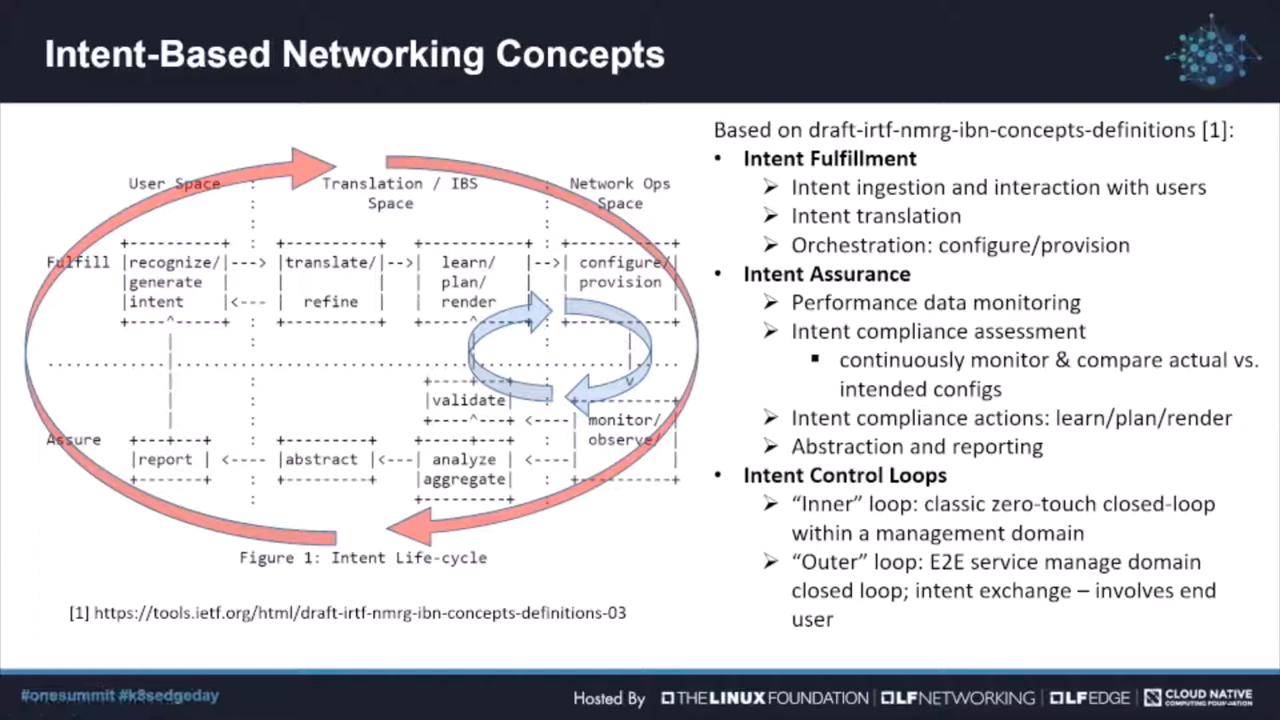 Intent-Based Networking Concepts
User Space : Translation / IBS : Network Ops
: Space : Space
: :
+----------+ : +----------+ +-----------+ : +-----------+
Fulfill |recognize/|---> |translate/|-->| learn/ |-->| configure/|
|generate | | | | plan/ | | provision |
|intent |<--- | refine | | render | : | |
+----^-----+ : +----------+ +-----^-----+ : +-----------+
| : | : |
............................................................
| : +----+---+ : v
| : |validate| : +-----------+
| : +----^---+ <----| monitor/ |
Assure +---+---+ : +---------+ +----+---+ : | observe/ |
|report | <---- |abstract |<---| analyze | <----| |
+-------+ : +---------+ |aggregate| : +-----------+
: +--------+ :
Figure 1: Intent Life-cycle
[1] https://tools.ietf.org/html/draft-irtf-nmrg-ibn-concepts-definitions-03
Based on draft-irtf-nmrg-ibn-concepts-definitions [1]:
• Intent Fulfillment
➢ Intent ingestion and interaction with users
➢ Intent translation
➢ Orchestration: configure/provision
• Intent Assurance
➢ Performance data monitoring
➢ Intent compliance assessment
▪ continuously monitor & compare actual vs.
intended configs
➢ Intent compliance actions: learn/plan/render
➢ Abstraction and reporting
• Intent Control Loops
➢ “Inner” loop: classic zero-touch closed-loop
within a management domain
➢ “Outer” loop: E2E service manage domain
closed loop; intent exchange – involves end
user
#onesummit #k8sedgeday
Hosted By THE LINUX FOUNDATION | LFNETWORKING | LFEDGE | CLOUD NATIVE
COMPUTING FOUNDATION